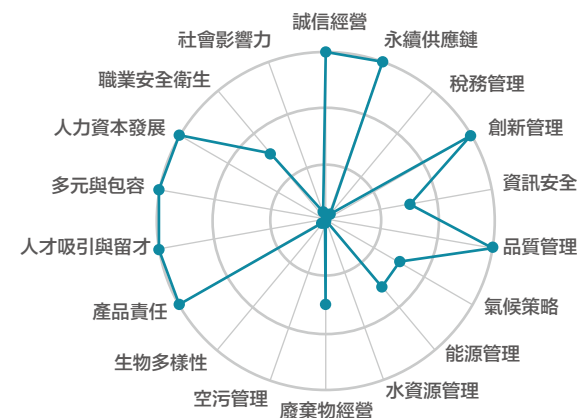 誠信經營
永續供應鏈
稅務管理
創新管理
資訊安全
品質管理
氣候策略
能源管理
水資源管理
廢棄物經營
空污管理
生物多樣性
產品責任
人才吸引與留才
多元與包容
人力資本發展
職業安全衛生
社會影響力